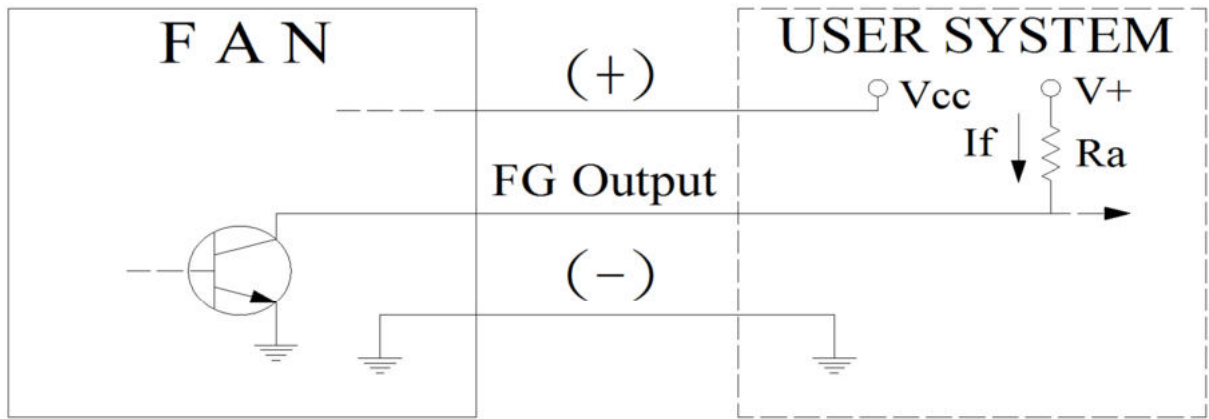 F A N
USER SYSTEM
(+)
Vcc
V+
If
Ra
FG Output
(-)